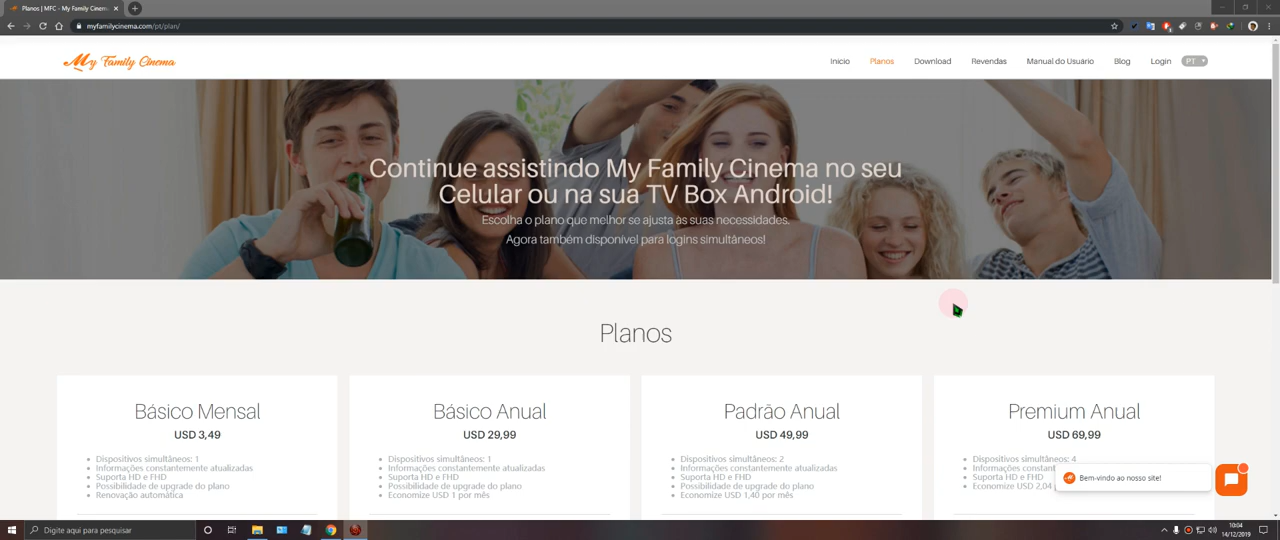 Planos | MFC - My Family Cinem
myfamilycinema.com/pt/plan/
My Family Cinema
Inicio
Planos
Download
Revendas
Manual do Usuario
Blog
Login
PT
Continue assistindo My Family Cinema no seu
Celular ou na sua TV Box Android!
Escolha o plano que melhor se ajusta às suas necessidades.
Agora também disponível para logins simultâneos!
Planos
Básico Mensal
USD 3,49
Dispositivos simultâneos: 1
Informações constantemente atualizadas
Suporta HD e FHD
Possibilidade de upgrade do plano
Renovação automática
Básico Anual
USD 29,99
Dispositivos simultâneos: 1
Informações constantemente atualizadas
Suporta HD e FHD
Possibilidade de upgrade do plano
Economize USD 1 por mês
Padrão Anual
USD 49,99
Dispositivos simultâneos: 2
Informações constantemente atualizadas
Suporta HD e FHD
Possibilidade de upgrade do plano
Economize USD 1,40 por mês
Premium Anual
USD 69,99
Dispositivos simultâneos: 4
Informações
Suporta HD e FHD
Economize USD 2,04
Bem-vindo ao nosso site!
Digite aqui para pesquisar
10:04
14/12/2019